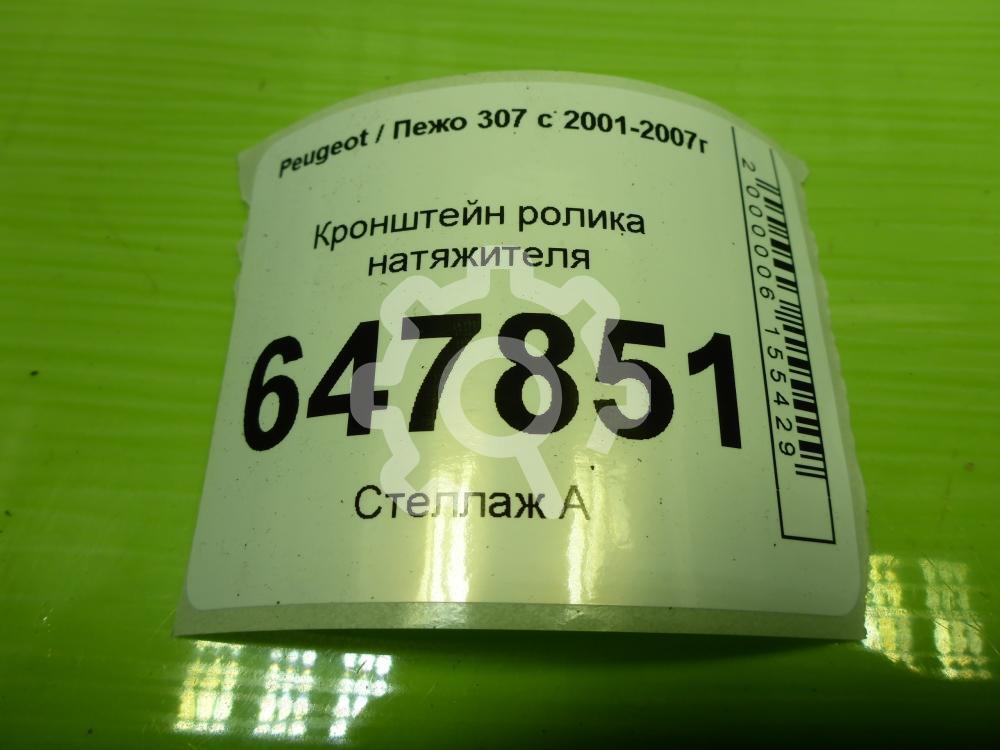 Peugeot / Пежо 307 с 2001-2007г
Кронштейн ролика
натяжителя
647851
Стеллаж А
2000006155429